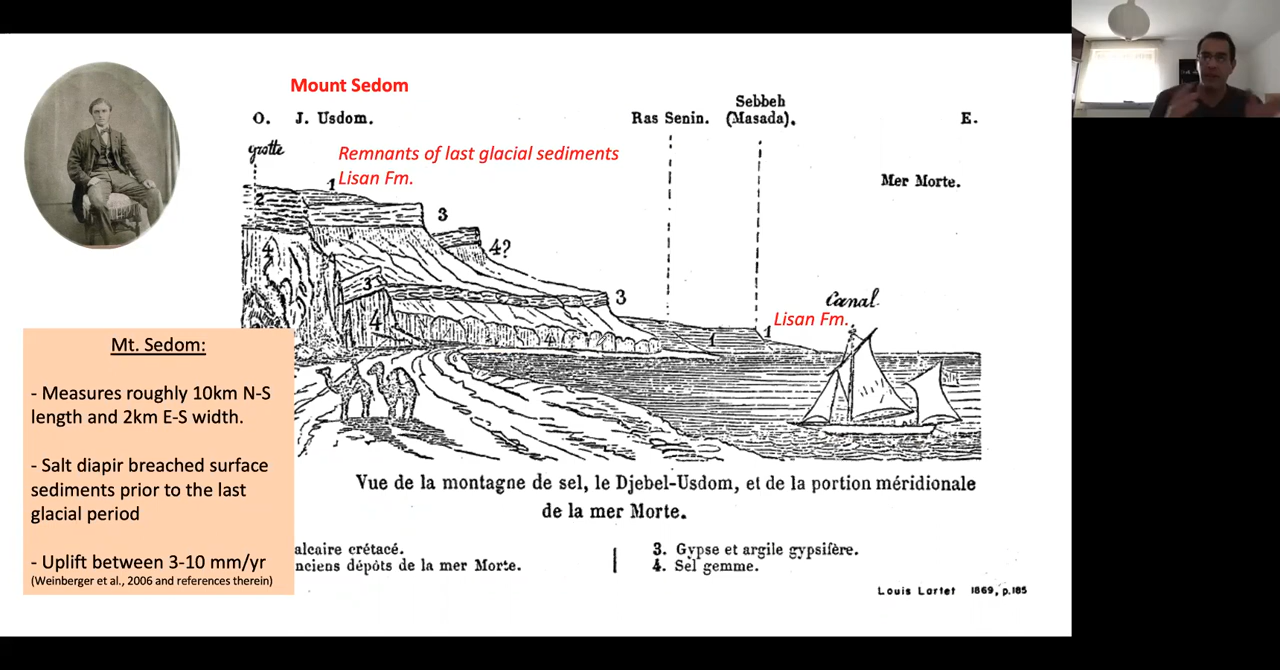 Mount Sedom
O. J. Usdom.
Ras Senin.
Sebbeh
(Masada).
E.
grotte
Remnants of last glacial sediments
Lisan Fm.
Mer Morte.
1
2
3
4
4?
3
3
4
4
Canal
Lisan Fm.
1
1
Mt. Sedom:
- Measures roughly 10km N-S
length and 2km E-S width.
- Salt diapir breached surface
sediments prior to the last
glacial period
- Uplift between 3-10 mm/yr
(Weinberger et al., 2006 and references therein)
Vue de la montagne de sel, le Djebel-Usdom, et de la portion méridionale
de la mer Morte.
alcaire crétacé.
nciens dépôts de la mer Morte.
3. Gypse et argile gypsifère.
4. Sel gemme.
Louis Lartet 1869, p.185